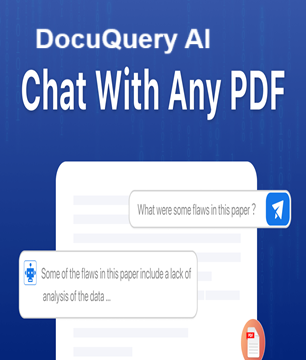 DocuQuery AI
Chat With Any PDF
What were some flaws in this paper ?
Some of the flaws in this paper include a lack of
analysis of the data ...
PDF